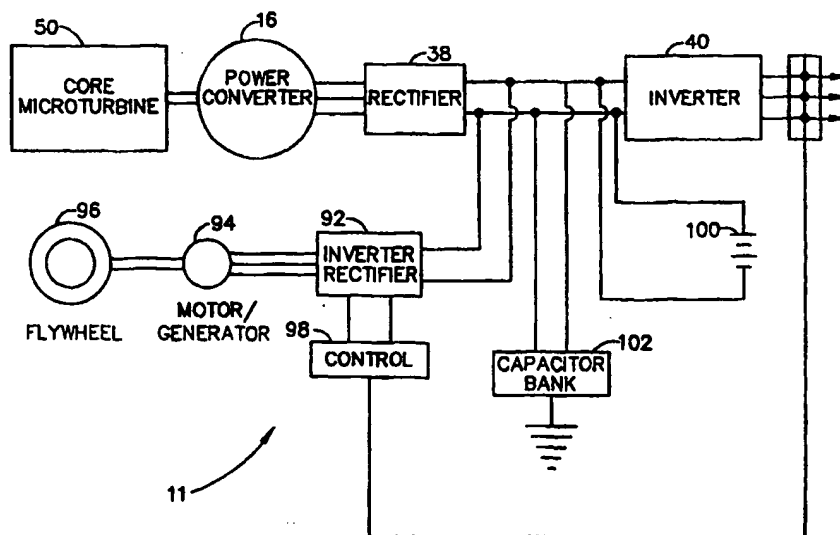 50
CORE
MICROTURBINE
16
POWER
CONVERTER
38
RECTIFIER
40
INVERTER
96
FLYWHEEL
94
MOTOR/
GENERATOR
92
INVERTER
RECTIFIER
98
CONTROL
100
102
CAPACITOR
BANK
11